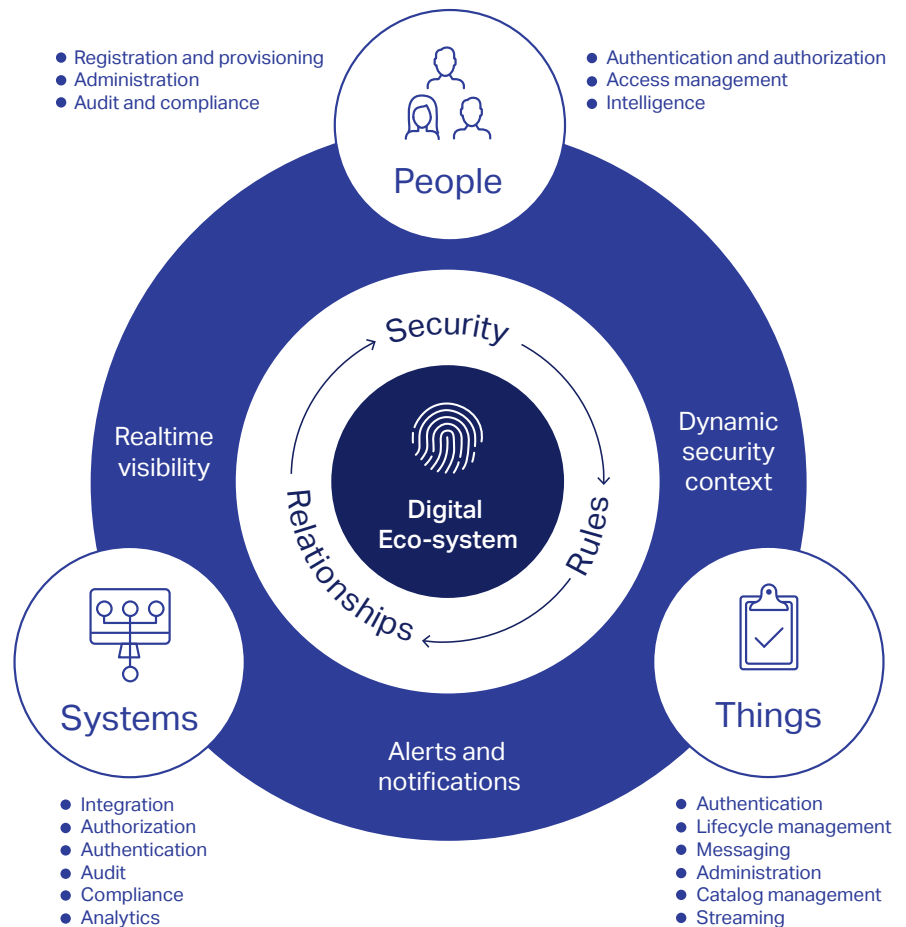 Registration and provisioning
Administration
Audit and compliance
Authentication and authorization
Access management
Intelligence
People
Security
Rules
Relationships
Digital
Eco-system
Realtime
visibility
Dynamic
security
context
Alerts and
notifications
Systems
Integration
Authorization
Authentication
Audit
Compliance
Analytics
Things
Authentication
Lifecycle management
Messaging
Administration
Catalog management
Streaming